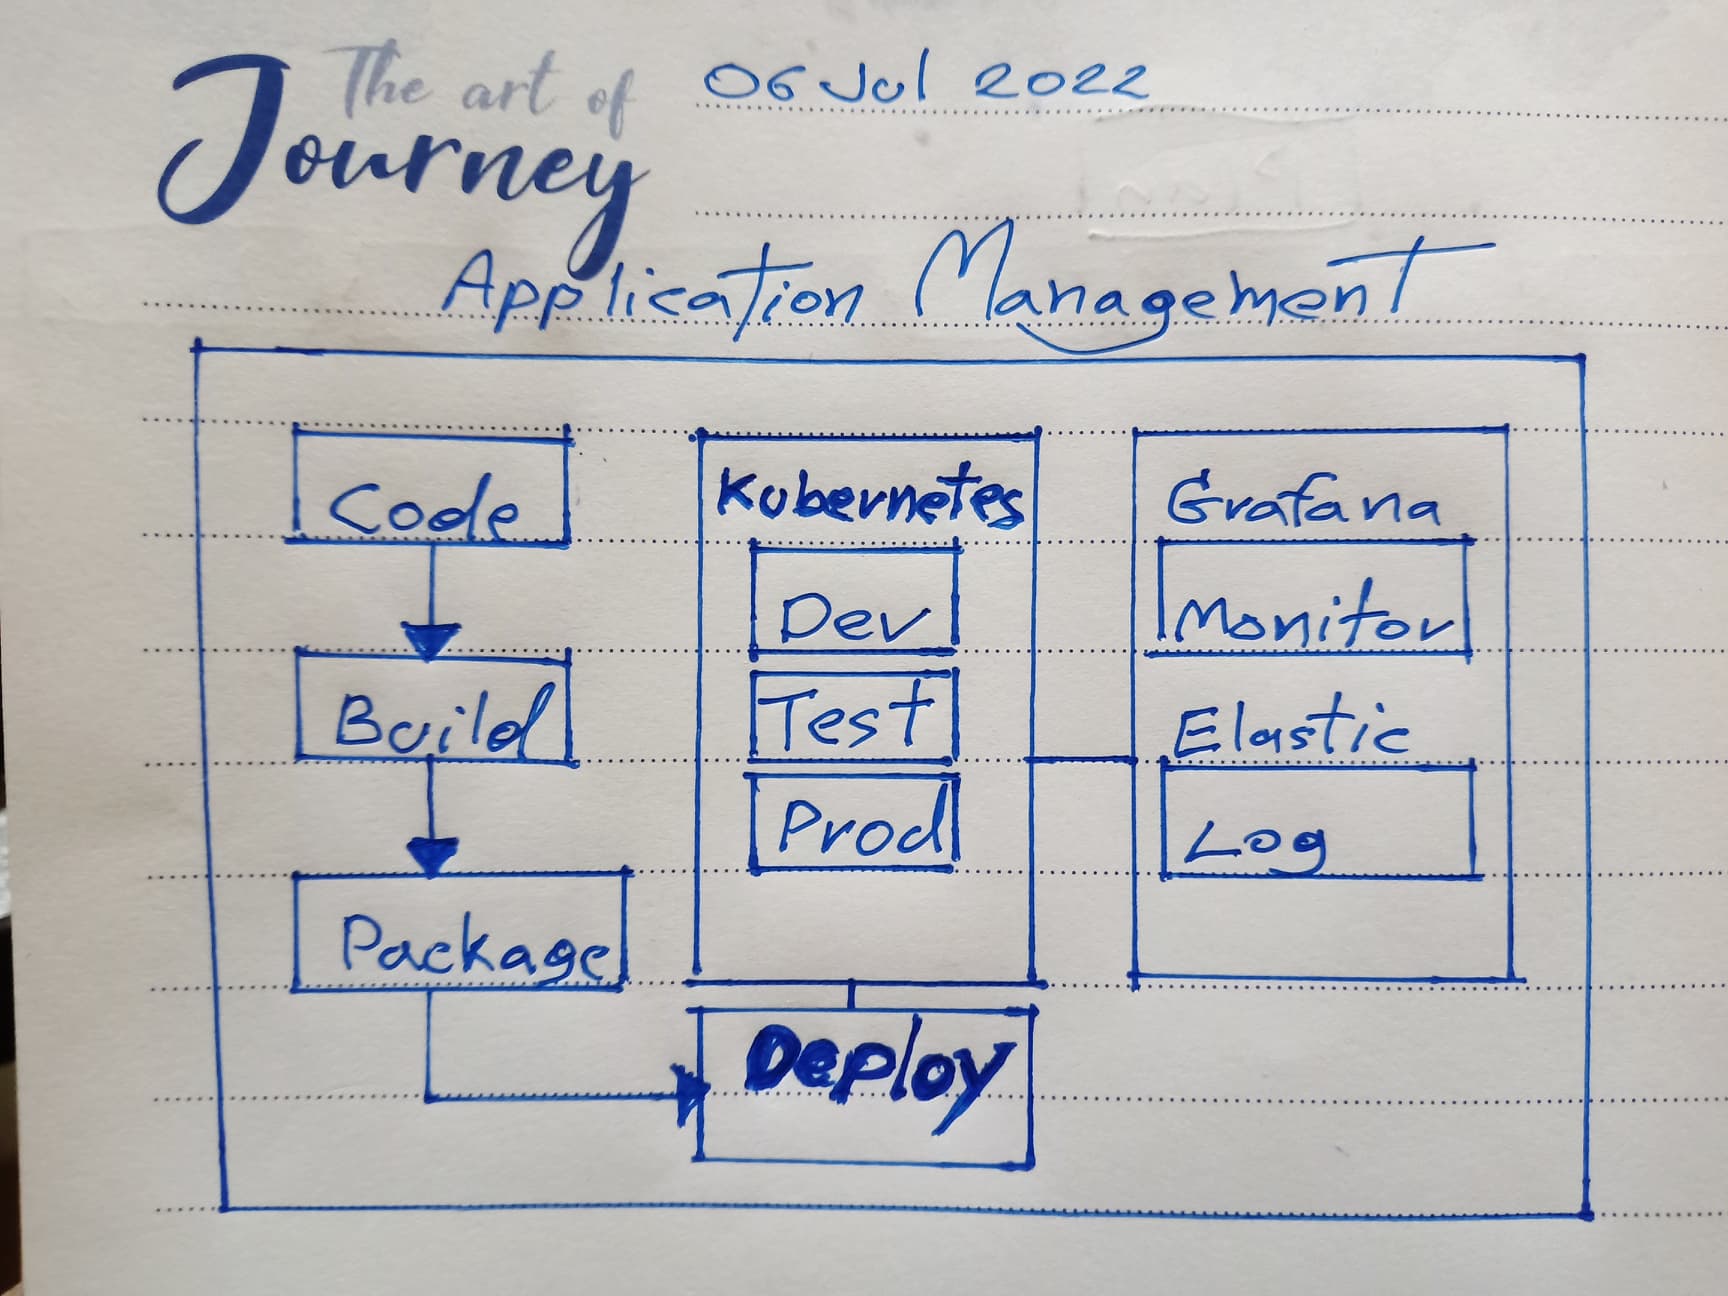 The art of
Journey
06 Jul 2022
Application Management
Code
Build
Package
Kubernetes
Dev
Test
Prod
Deploy
Grafana
Monitor
Elastic
Log